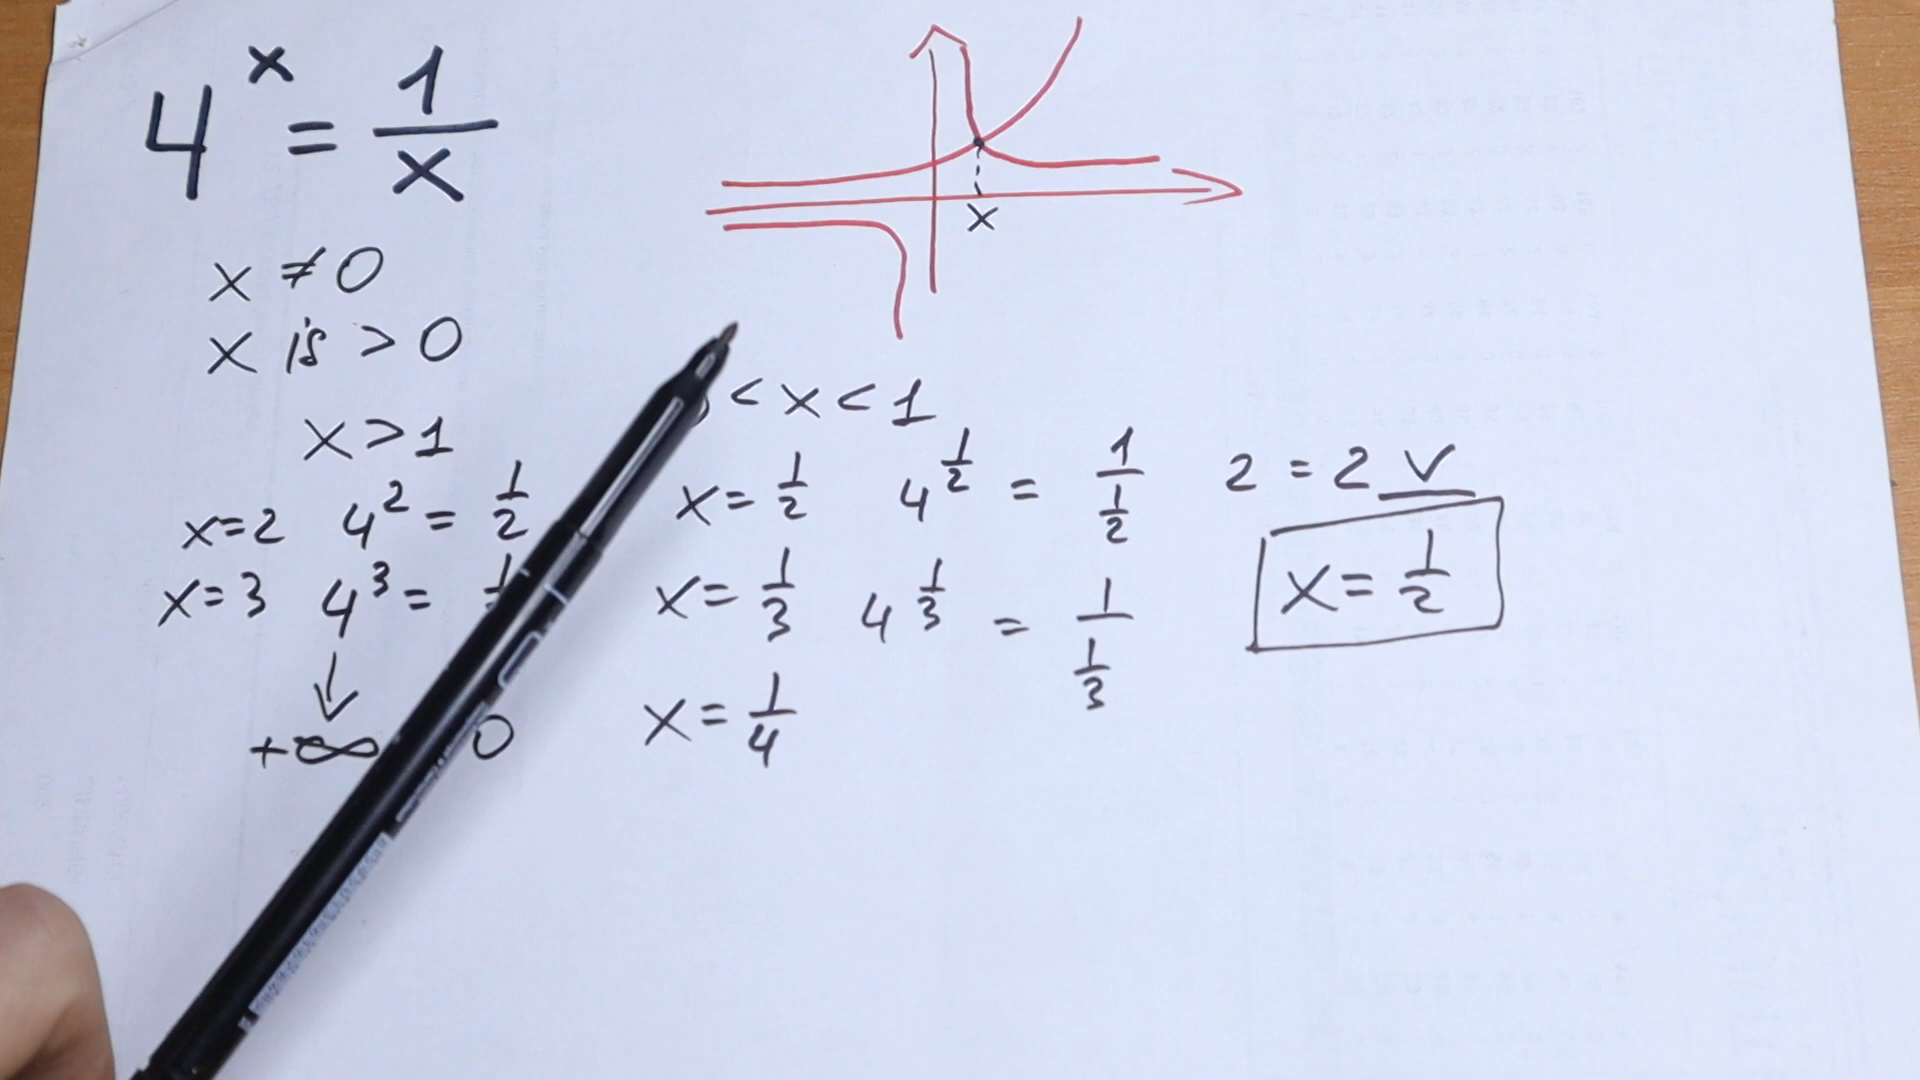 4^x = 1/x
x ≠ 0
x is > 0
x > 1
x=2 4^2 = 1/2
x=3 4^3 =
↓
+∞ 0
x
< x < 1
x = 1/2 4^(1/2) = 1/(1/2) 2 = 2 v
x = 1/3 4^(1/3) = 1/(1/3)
x = 1/4
x = 1/2